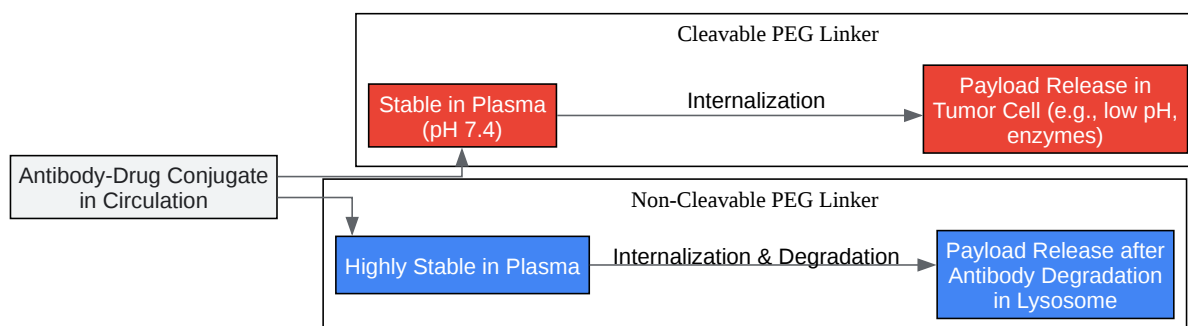 Cleavable PEG Linker
Stable in Plasma
(pH 7.4)
Internalization
Payload Release in
Tumor Cell (e.g., low pH,
enzymes)
Antibody-Drug Conjugate
in Circulation
Non-Cleavable PEG Linker
Highly Stable in Plasma
Internalization & Degradation
Payload Release after
Antibody Degradation
in Lysosome